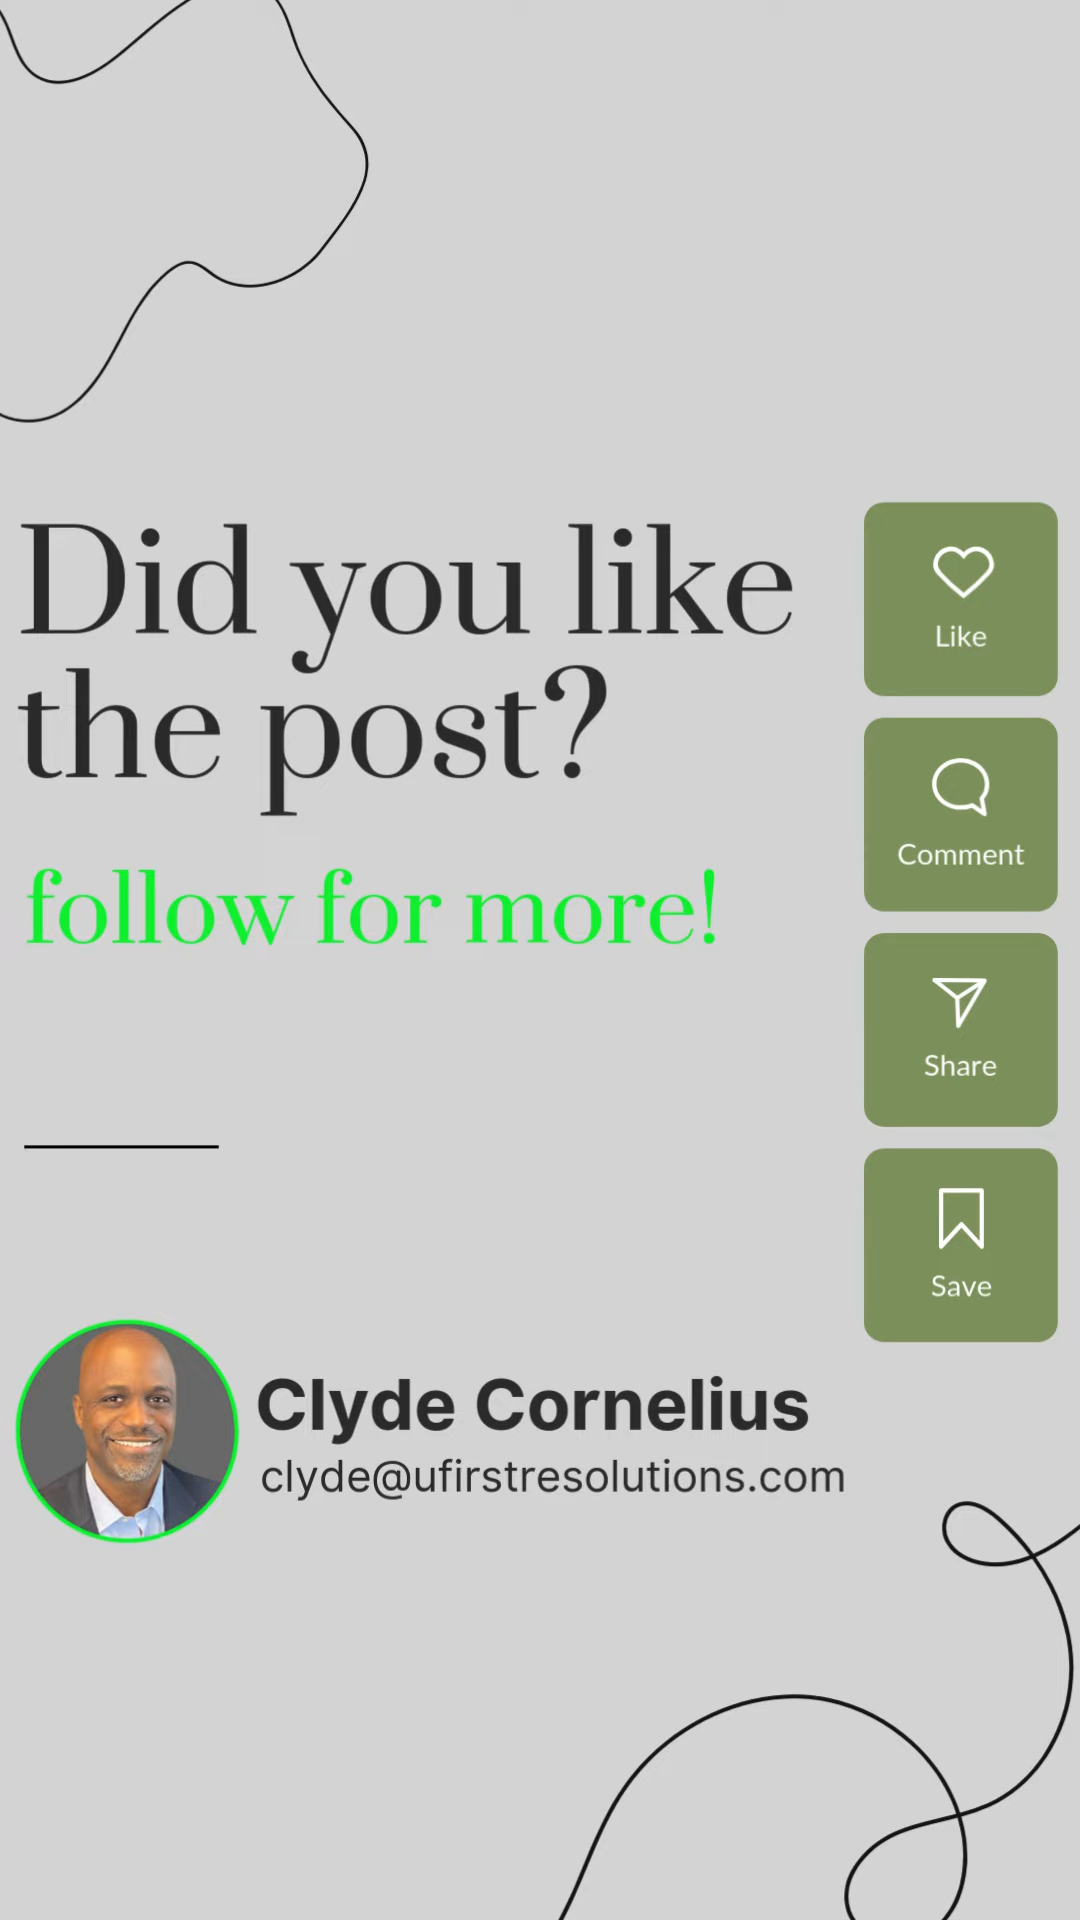 Did you like
the post?
follow for more!
Like
Comment
Share
Save
Clyde Cornelius
clyde@ufirstresolutions.com